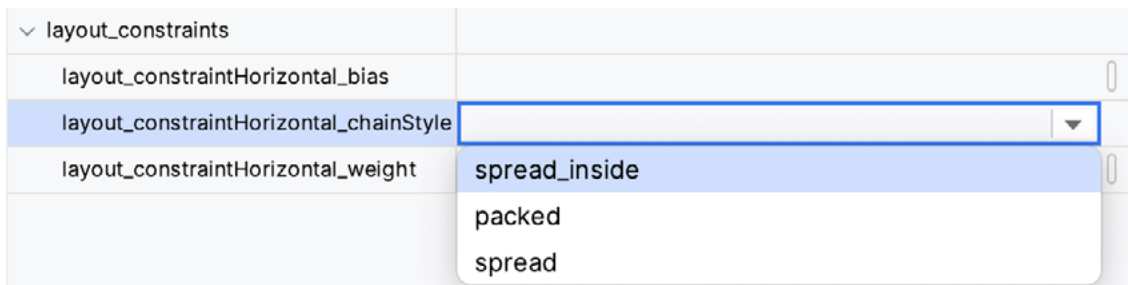 layout_constraints
layout_constraintHorizontal_bias
layout_constraintHorizontal_chainStyle
layout_constraintHorizontal_weight
spread_inside
packed
spread